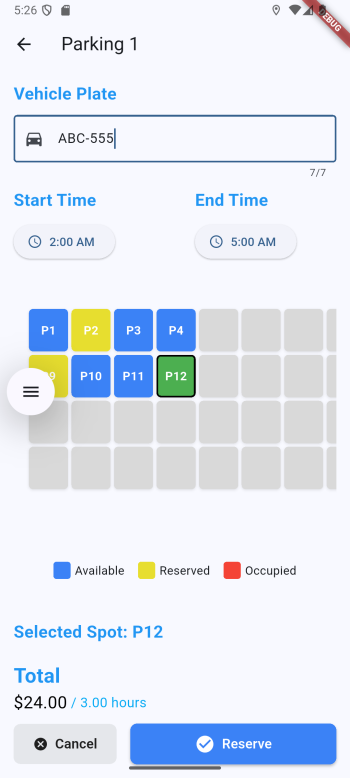 5:26
DEBUG
Parking 1
Vehicle Plate
ABC-555
7/7
Start Time End Time
2:00 AM 5:00 AM
P1 P2 P3 P4
P10 P11 P12
Available Reserved Occupied
Selected Spot: P12
Total
$24.00 / 3.00 hours
Cancel Reserve